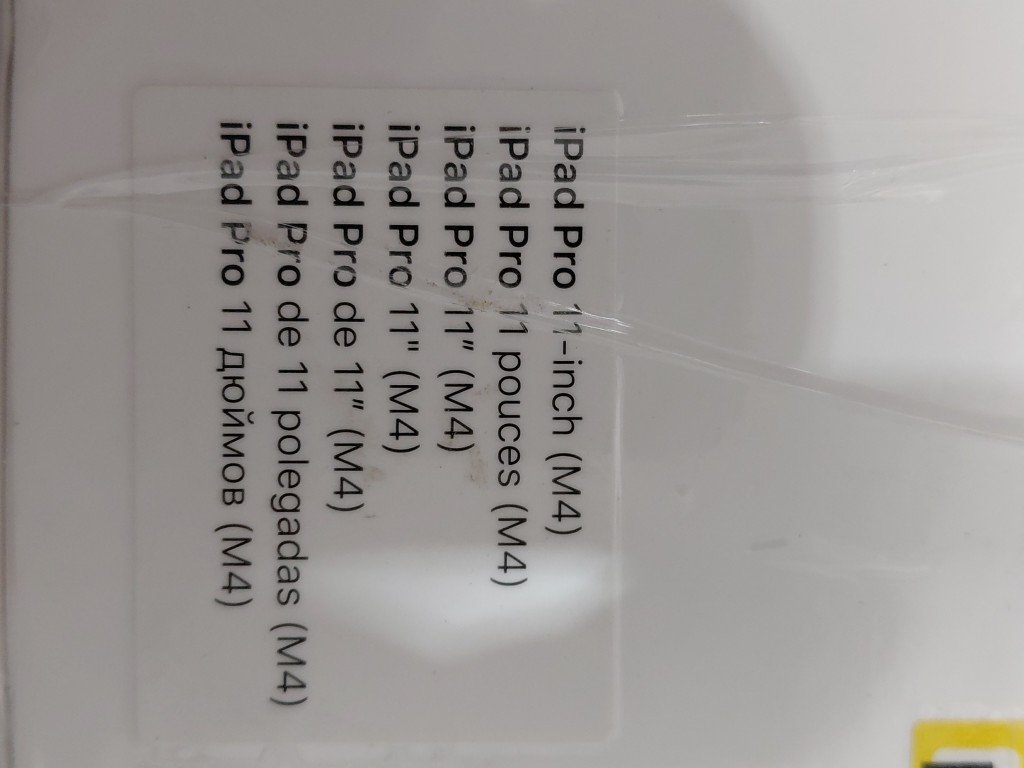 iPad Pro 11-inch (M4)
iPad Pro 11 pouces (M4)
iPad Pro 11″ (M4)
iPad Pro 11" (M4)
iPad Pro de 11″ (M4)
iPad Pro de 11 polegadas (M4)
iPad Pro 11 дюймов (M4)